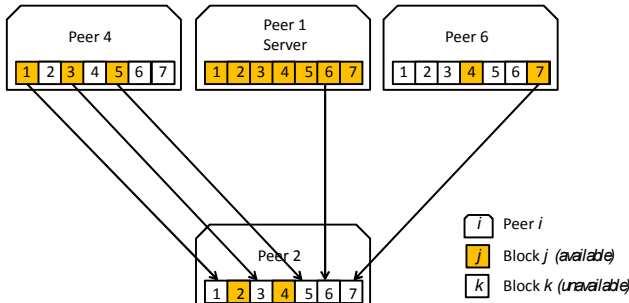 Peer 4
1 2 3 4 5 6 7
Peer 1
Server
1 2 3 4 5 6 7
Peer 6
1 2 3 4 5 6 7
Peer 2
1 2 3 4 5 6 7
i Peer i
j Block j (available)
k Block k (unavailable)